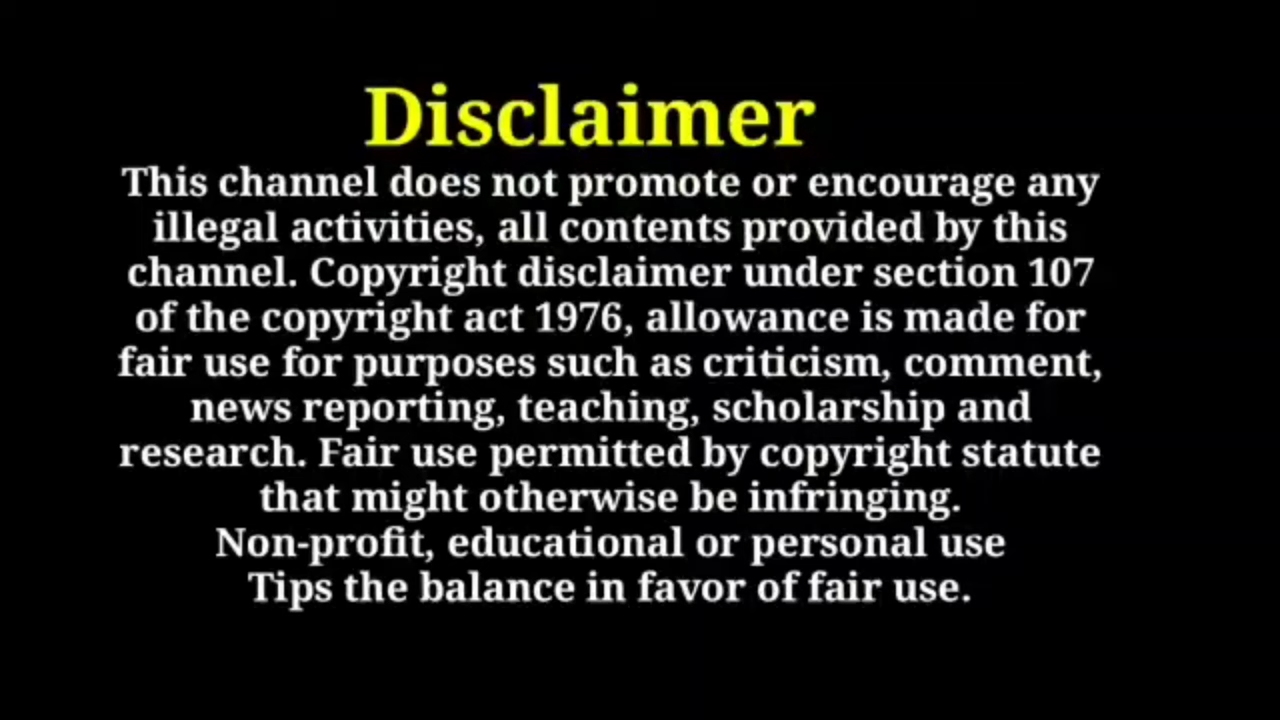 Disclaimer
This channel does not promote or encourage any
illegal activities, all contents provided by this
channel. Copyright disclaimer under section 107
of the copyright act 1976, allowance is made for
fair use for purposes such as criticism, comment,
news reporting, teaching, scholarship and
research. Fair use permitted by copyright statute
that might otherwise be infringing.
Non-profit, educational or personal use
Tips the balance in favor of fair use.